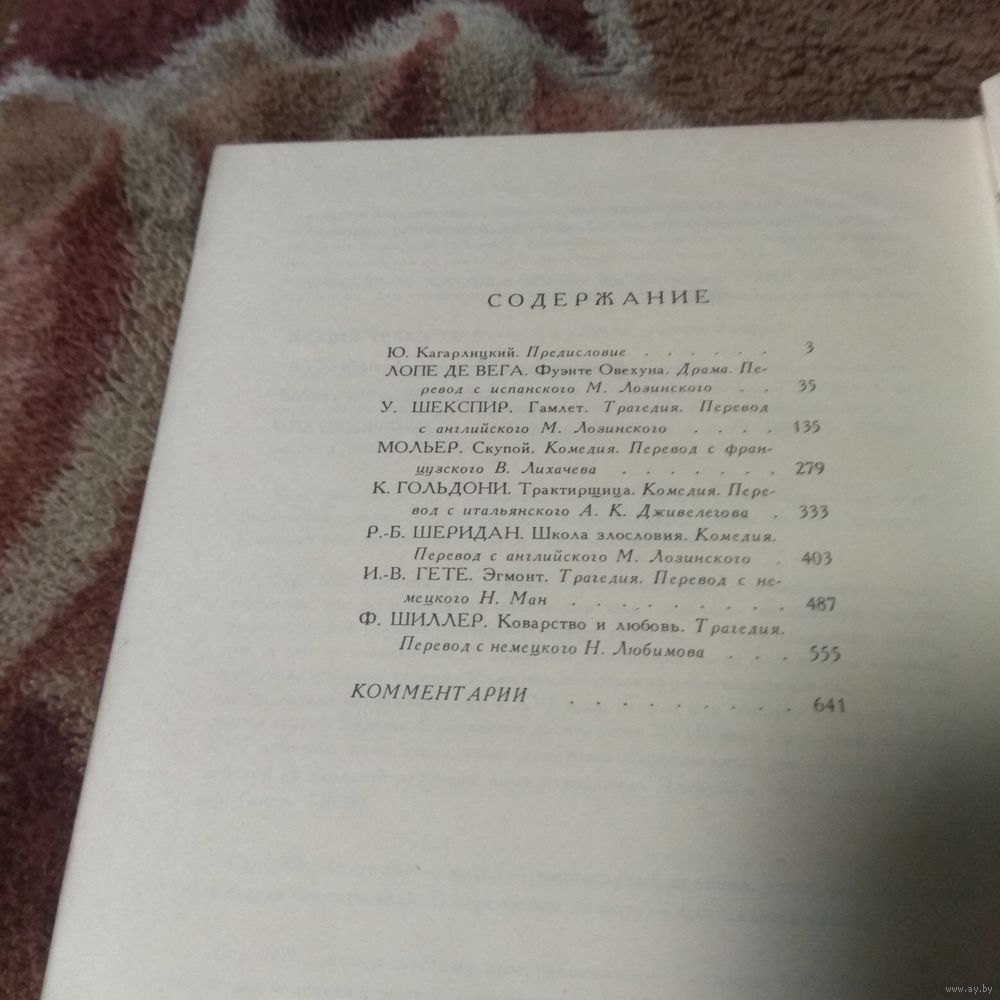 СОДЕРЖАНИЕ
Ю. Кагарлицкий. Предисловие . . . . . . 3
ЛОПЕ ДЕ ВЕГА. Фуэнте Овехуна. Драма. Пе-
ревод с испанского М. Лозинского . . 35
У. ШЕКСПИР. Гамлет. Трагедия. Перевод
с английского М. Лозинского . . . . 135
МОЛЬЕР. Скупой. Комедия. Перевод с фран-
цузского В. Лихачева . . . . . . . 279
К. ГОЛЬДОНИ. Трактирщица. Комедия. Пере-
вод с итальянского А. К. Дживелегова . 333
Р.-Б. ШЕРИДАН. Школа злословия. Комедия.
Перевод с английского М. Лозинского . 403
И.-В. ГЕТЕ. Эгмонт. Трагедия. Перевод с не-
мецкого Н. Ман . . . . . . . . . 487
Ф. ШИЛЛЕР. Коварство и любовь. Трагедия.
Перевод с немецкого Н. Любимова . . . 555
КОММЕНТАРИИ . . . . . . . . . 641
www.ay.by